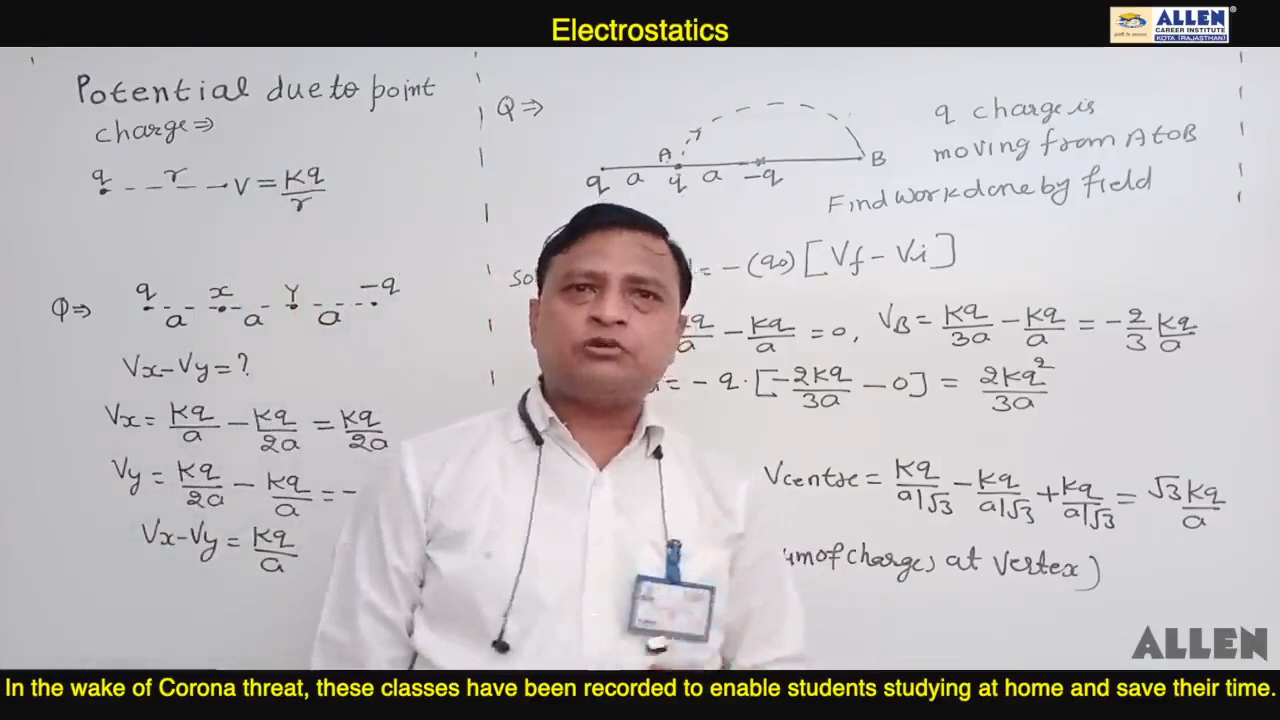 Electrostatics
ALLEN
CAREER INSTITUTE
KOTA (RAJASTHAN)
Potential due to point
charge ⇒
q r V = Kq/r
Q ⇒ q x y -q
a a a
Vx - Vy = ?
Vx = Kq/a - Kq/2a = Kq/2a
Vy = Kq/2a - Kq/a = -
Vx - Vy = Kq/a
Q ⇒
A B
q a q a -q
q charge is
moving from A to B
Find work done by field
= -(q0) [Vf - Vi]
- Kq/a = 0, VB = Kq/3a - Kq/a = -2/3 Kq/a
= -q · [-2Kq/3a - 0] = 2Kq²/3a
Vcentre = Kq/a/√3 - Kq/a/√3 + Kq/a/√3 = √3Kq/a
of charges at vertex)
ALLEN
In the wake of Corona threat, these classes have been recorded to enable students studying at home and save their time.